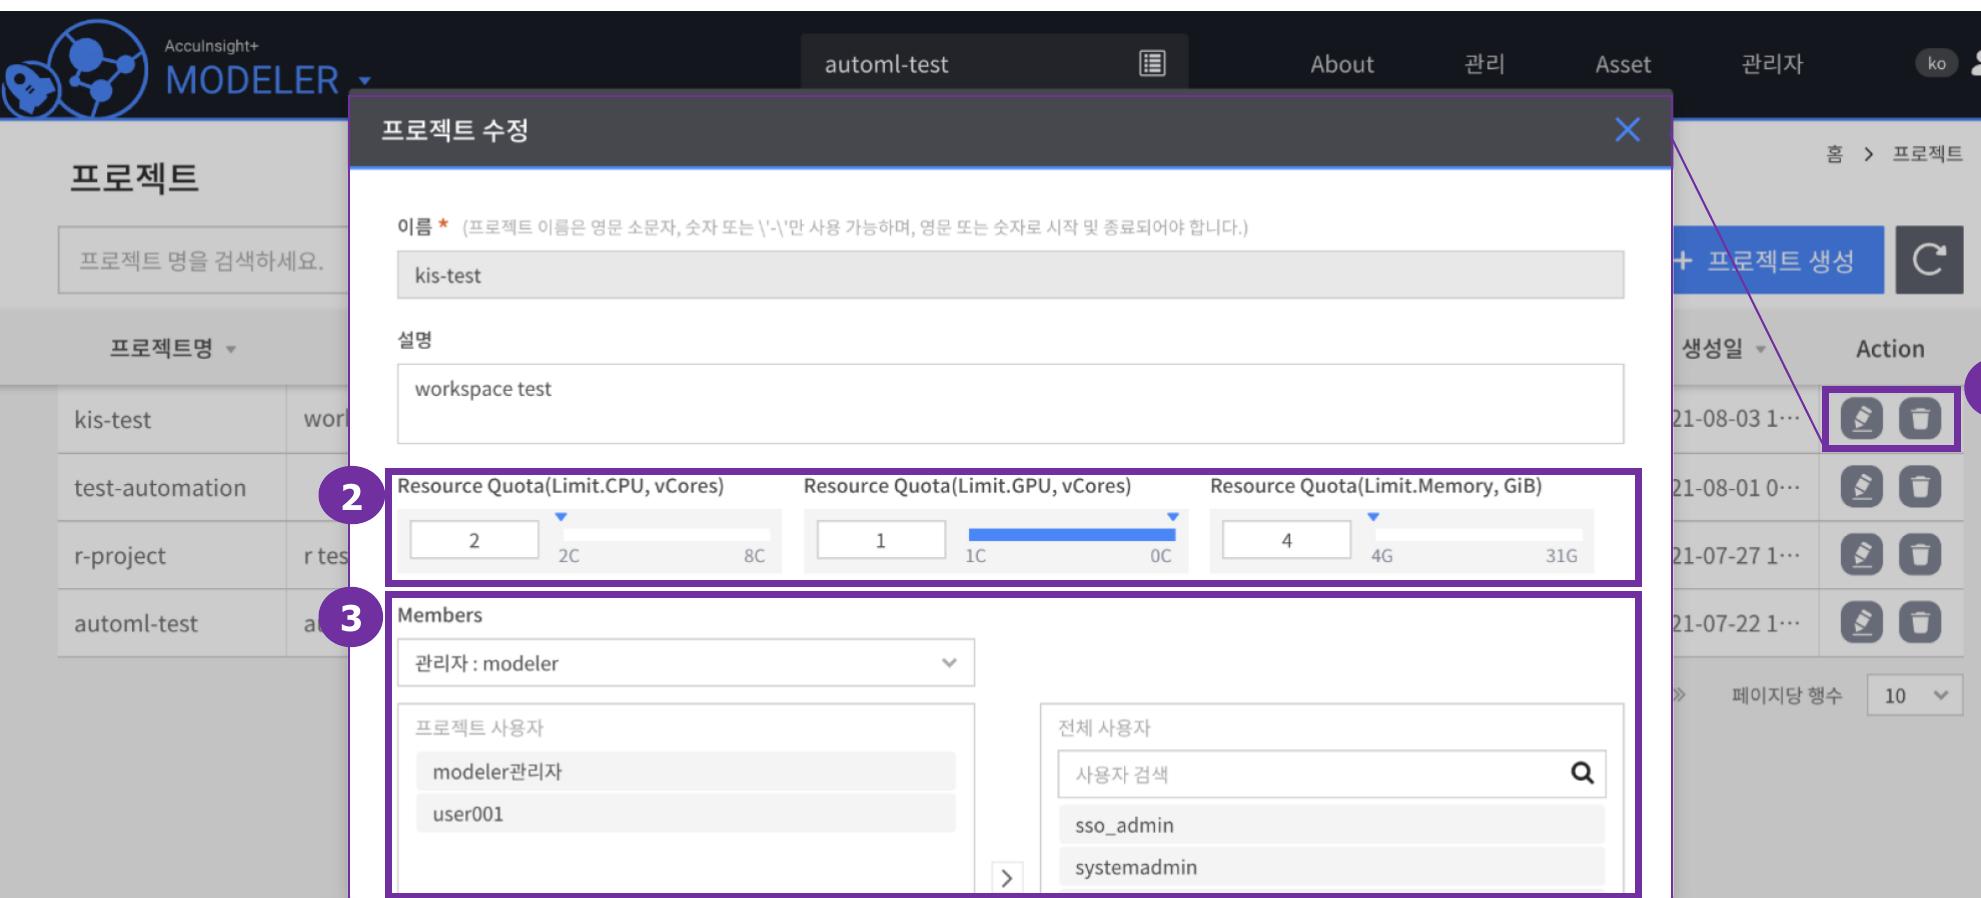 AccuInsight+
MODELER
automl-test
About 관리 Asset 관리자 ko
프로젝트 수정
프로젝트
홈 > 프로젝트
프로젝트 명을 검색하세요.
+ 프로젝트 생성
프로젝트명 생성일 Action
kis-test 21-08-03 1···
test-automation 21-08-01 0···
r-project r tes 21-07-27 1···
automl-test 21-07-22 1···
페이지당 행수 10
이름 * (프로젝트 이름은 영문 소문자, 숫자 또는 \'-\'만 사용 가능하며, 영문 또는 숫자로 시작 및 종료되어야 합니다.)
kis-test
설명
workspace test
2
Resource Quota(Limit.CPU, vCores) Resource Quota(Limit.GPU, vCores) Resource Quota(Limit.Memory, GiB)
2 2C 8C 1 1C 0C 4 4G 31G
3
Members
관리자 : modeler
프로젝트 사용자
modeler관리자
user001
>
전체 사용자
사용자 검색
sso_admin
systemadmin